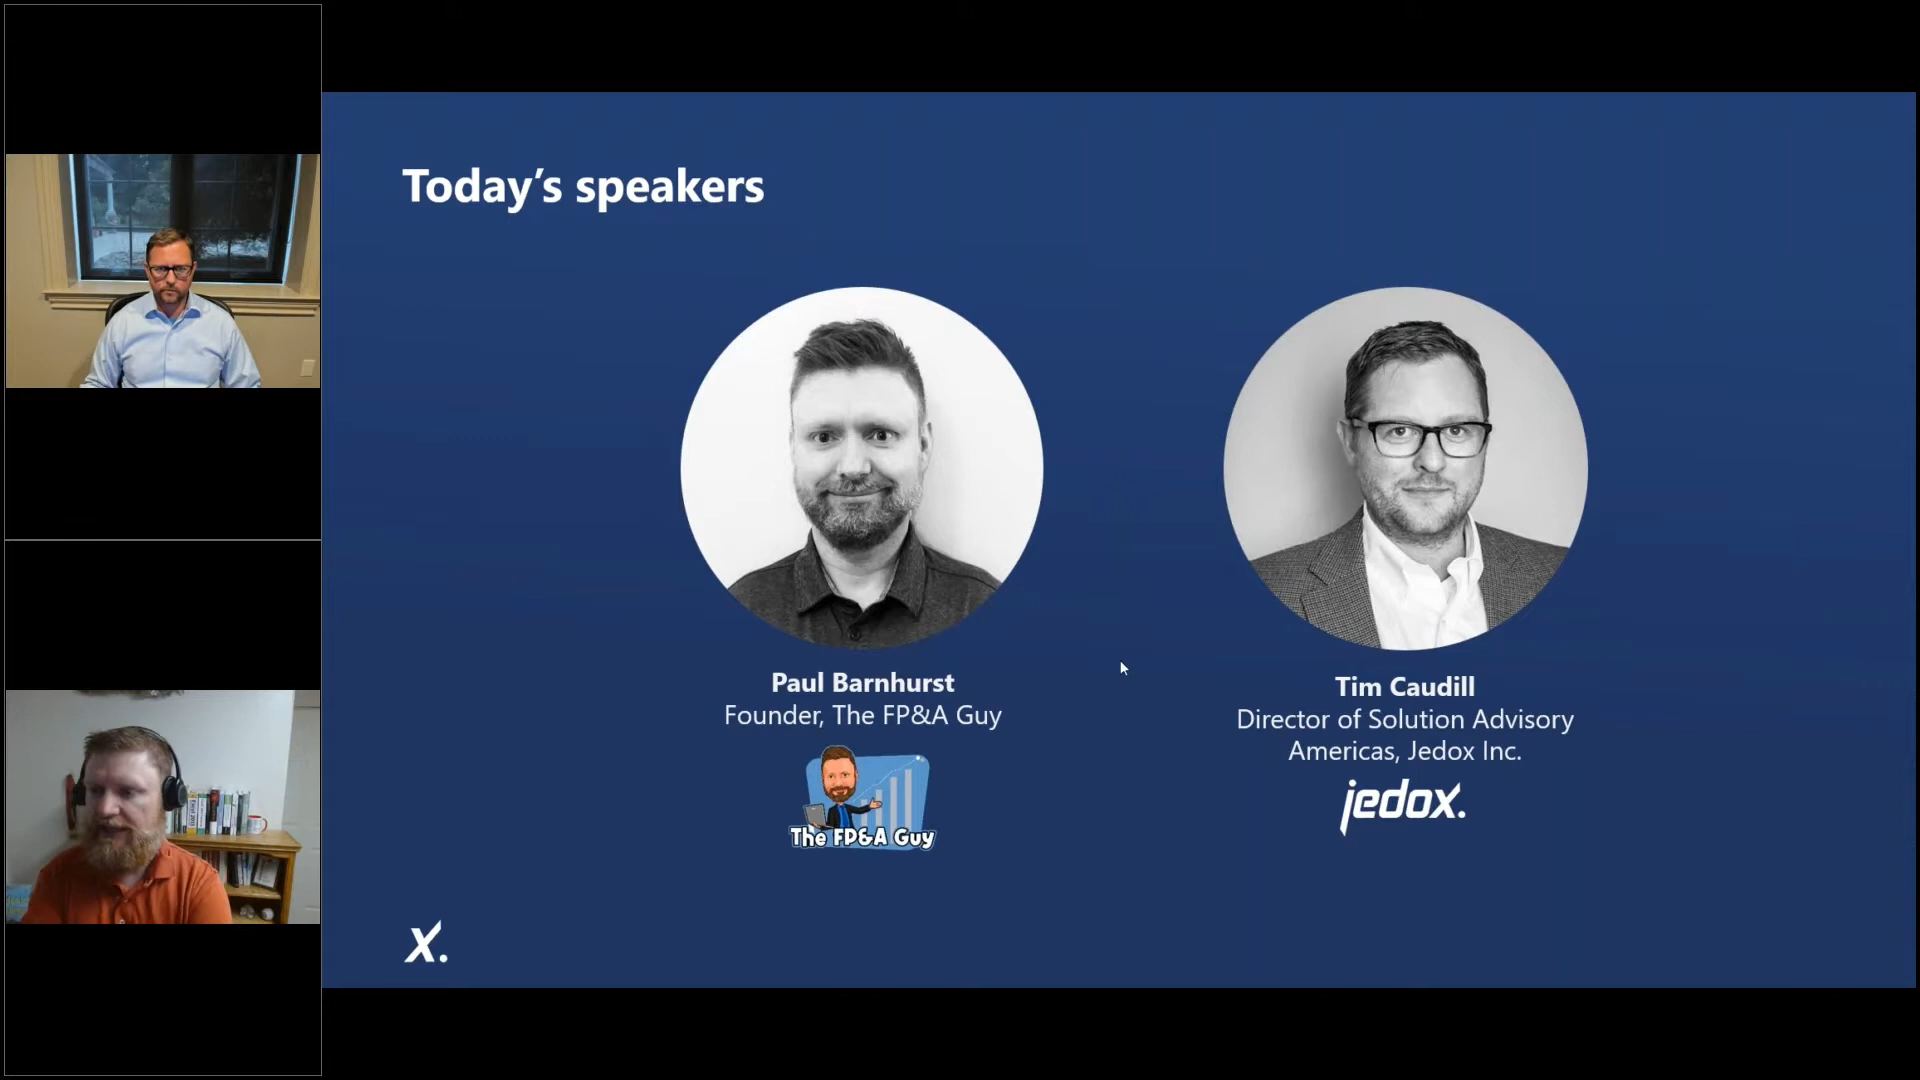 Today's speakers
Paul Barnhurst
Founder, The FP&A Guy
The FP&A Guy
Tim Caudill
Director of Solution Advisory
Americas, Jedox Inc.
jedox.
x.